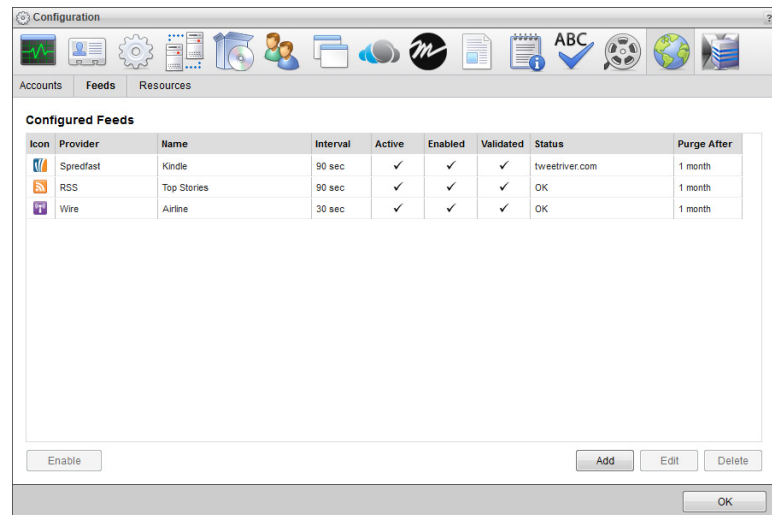 Configuration ?
ABC
Accounts Feeds Resources
Configured Feeds
Icon Provider Name Interval Active Enabled Validated Status Purge After
Spredfast Kindle 90 sec ✓ ✓ ✓ tweetriver.com 1 month
RSS Top Stories 90 sec ✓ ✓ ✓ OK 1 month
Wire Airline 30 sec ✓ ✓ ✓ OK 1 month
Enable Add Edit Delete
OK